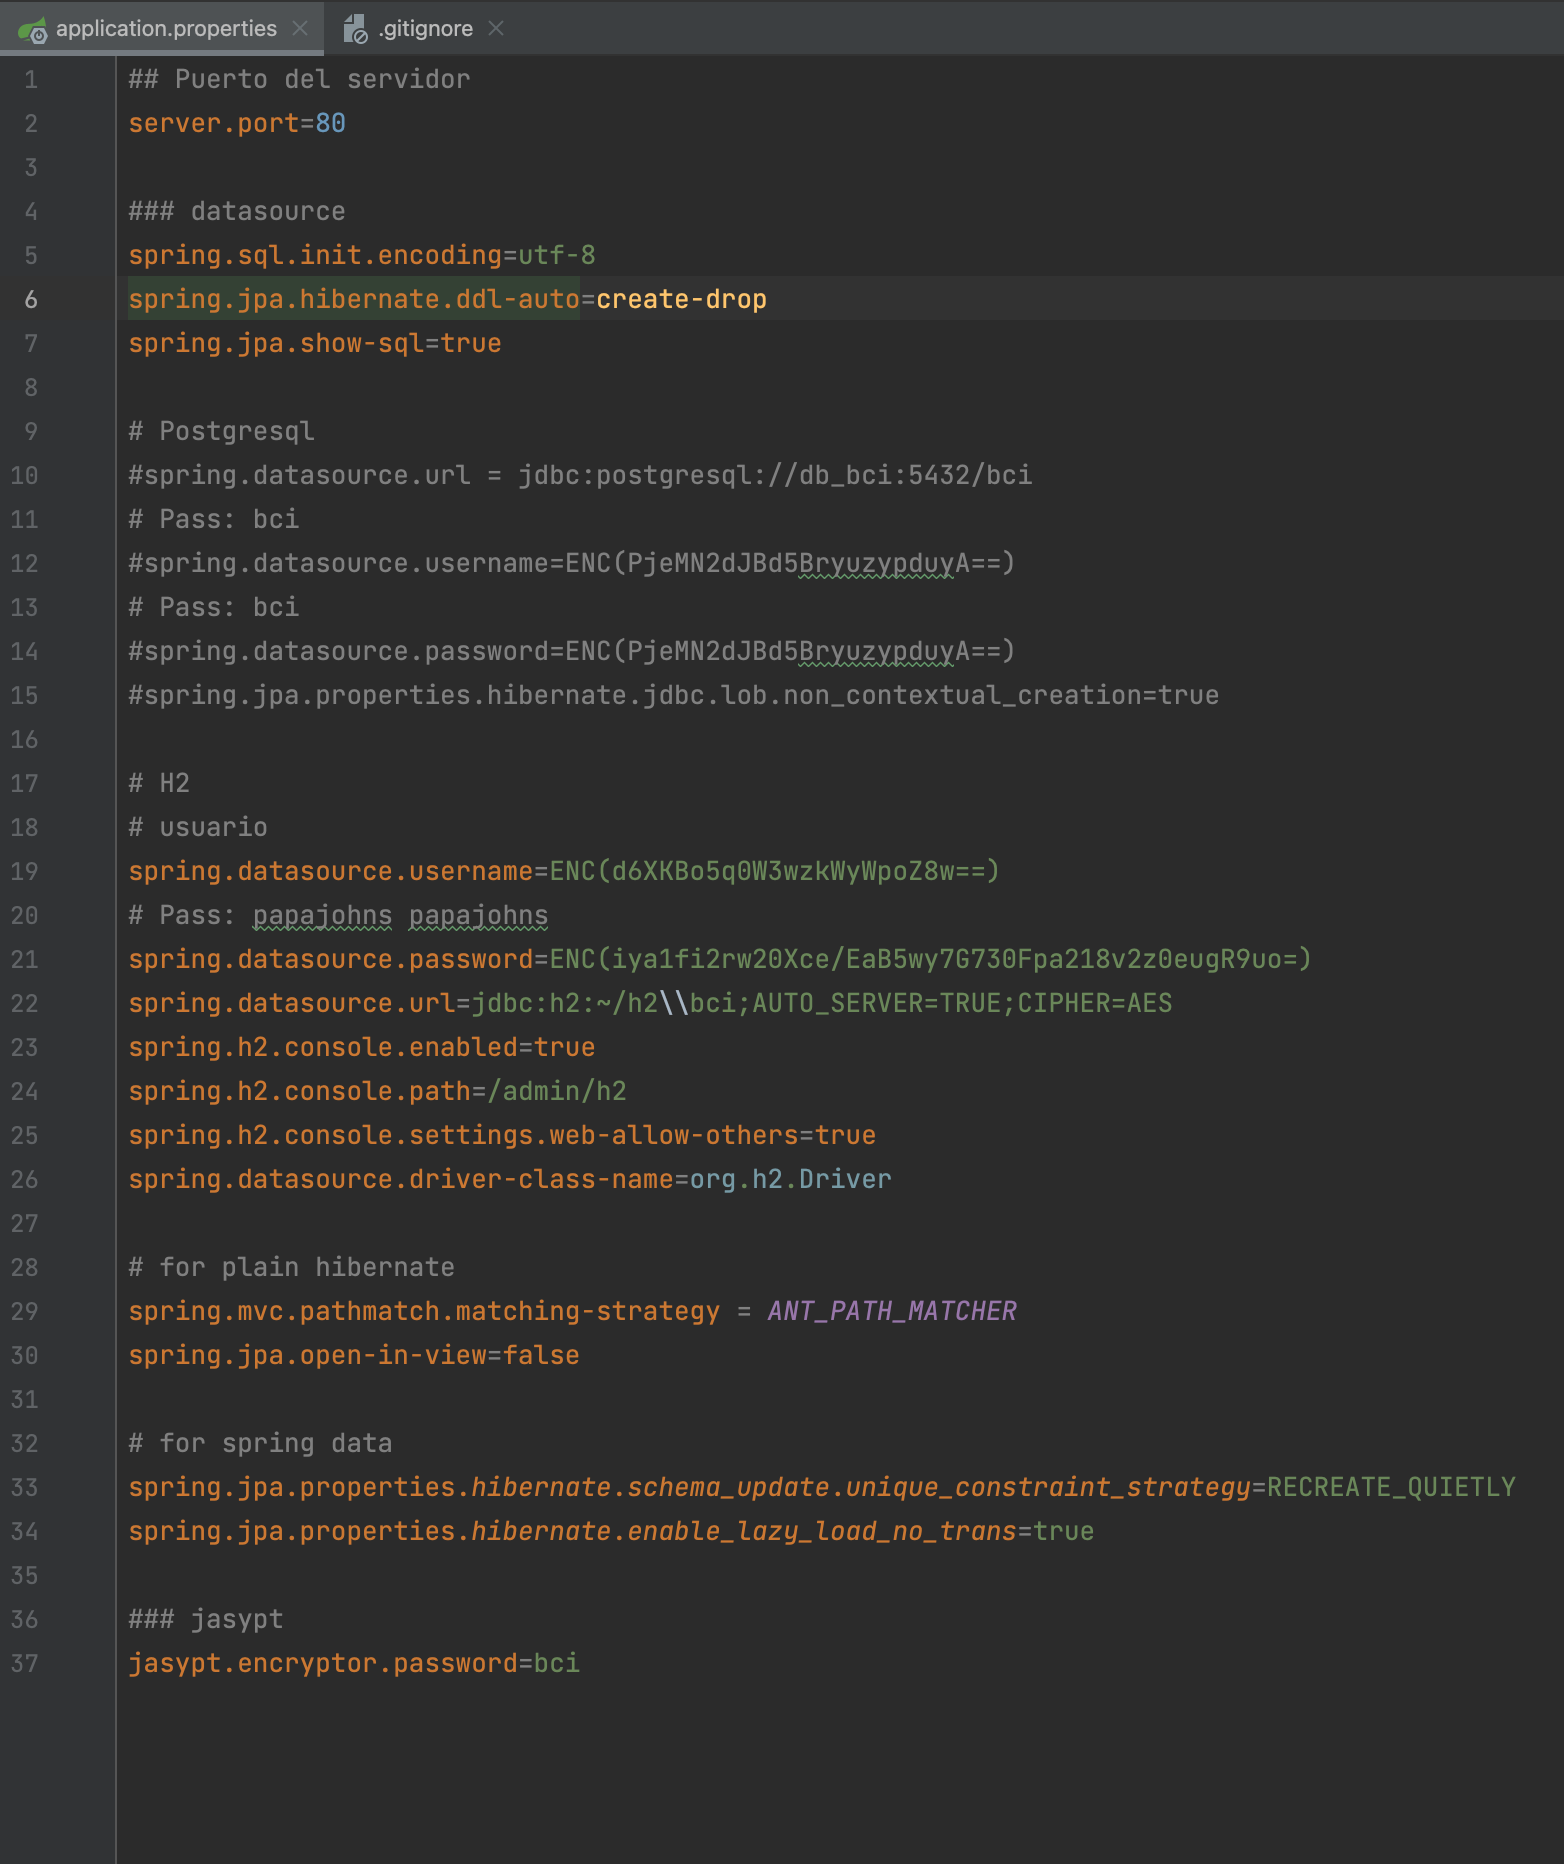 application.properties
.gitignore
1 ## Puerto del servidor
2 server.port=80
3
4 ### datasource
5 spring.sql.init.encoding=utf-8
6 spring.jpa.hibernate.ddl-auto=create-drop
7 spring.jpa.show-sql=true
8
9 # Postgresql
10 #spring.datasource.url = jdbc:postgresql://db_bci:5432/bci
11 # Pass: bci
12 #spring.datasource.username=ENC(PjeMN2dJBd5BryuzypduyA==)
13 # Pass: bci
14 #spring.datasource.password=ENC(PjeMN2dJBd5BryuzypduyA==)
15 #spring.jpa.properties.hibernate.jdbc.lob.non_contextual_creation=true
16
17 # H2
18 # usuario
19 spring.datasource.username=ENC(d6XKBo5q0W3wzkWyWpoZ8w==)
20 # Pass: papajohns papajohns
21 spring.datasource.password=ENC(iya1fi2rw20Xce/EaB5wy7G730Fpa218v2z0eugR9uo=)
22 spring.datasource.url=jdbc:h2:~/h2\\bci;AUTO_SERVER=TRUE;CIPHER=AES
23 spring.h2.console.enabled=true
24 spring.h2.console.path=/admin/h2
25 spring.h2.console.settings.web-allow-others=true
26 spring.datasource.driver-class-name=org.h2.Driver
27
28 # for plain hibernate
29 spring.mvc.pathmatch.matching-strategy = ANT_PATH_MATCHER
30 spring.jpa.open-in-view=false
31
32 # for spring data
33 spring.jpa.properties.hibernate.schema_update.unique_constraint_strategy=RECREATE_QUIETLY
34 spring.jpa.properties.hibernate.enable_lazy_load_no_trans=true
35
36 ### jasypt
37 jasypt.encryptor.password=bci